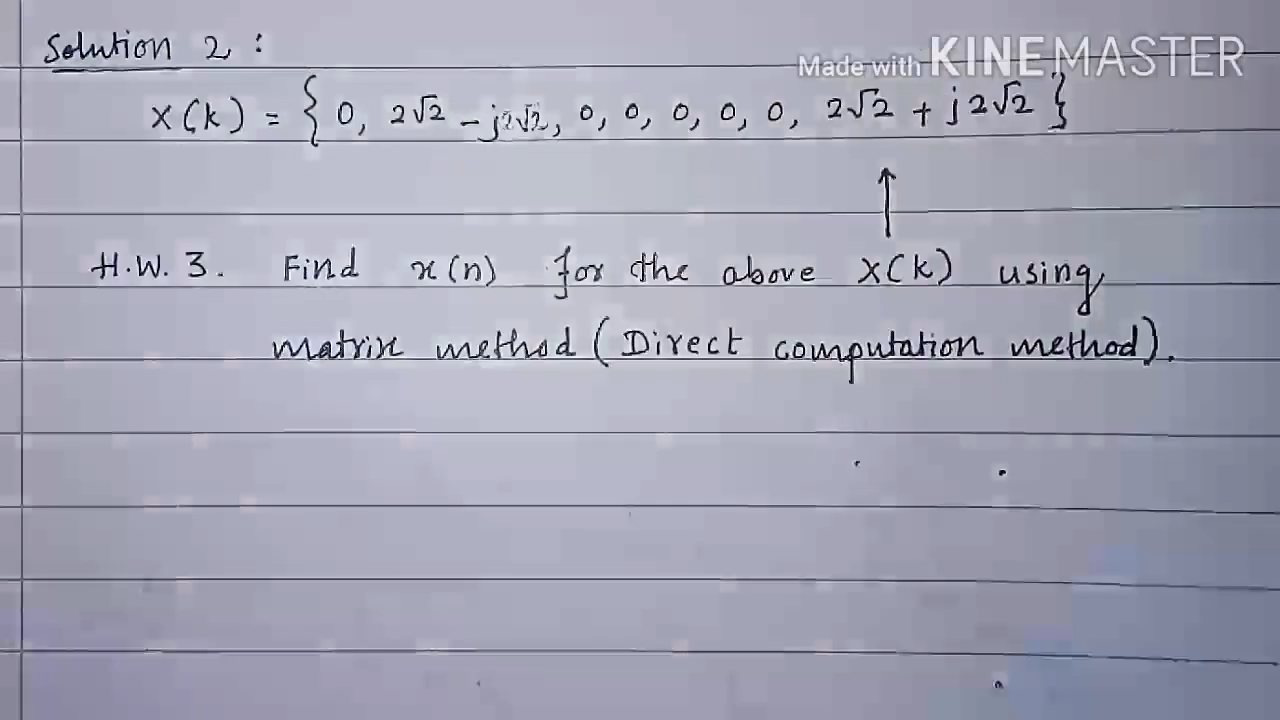 Solution 2 :
Made with KINEMASTER
X(k) = { 0, 2√2 - j2√2, 0, 0, 0, 0, 0, 2√2 + j2√2 }
H.W. 3. Find x(n) for the above X(k) using
matrix method (Direct computation method).